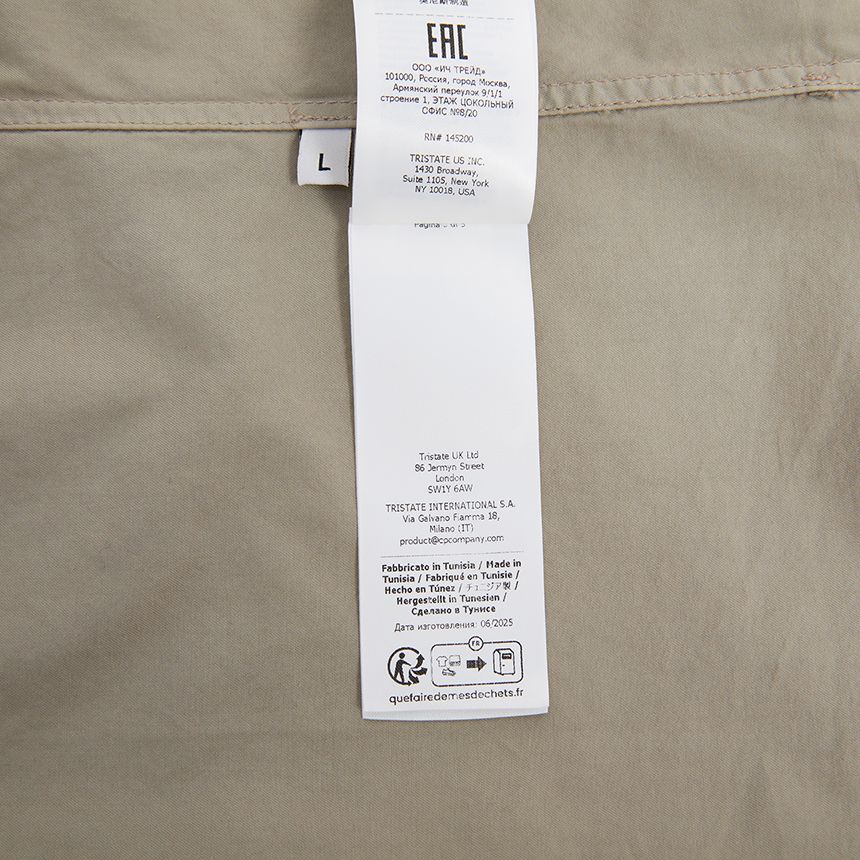 EAC
ООО «ИЧ ТРЕЙД»
101000, Россия, город Москва,
Армянский переулок 9/1/1
строение 1, ЭТАЖ ЦОКОЛЬНЫЙ
ОФИС №8/20
RN# 145200
TRISTATE US INC.
1430 Broadway,
Suite 1105, New York
NY 10018, USA
L
Tristate UK Ltd
86 Jermyn Street
London
SW1Y 6AW
TRISTATE INTERNATIONAL S.A.
Via Galvano Fiamma 18,
Milano (IT)
product@cpcompany.com
Fabbricato in Tunisia / Made in
Tunisia / Fabriqué en Tunisie /
Hecho en Túnez / チュニジア製 /
Hergestellt in Tunesien /
Сделано в Тунисе
Дата изготовления: 06/2025
FR
quefairedemesdechets.fr